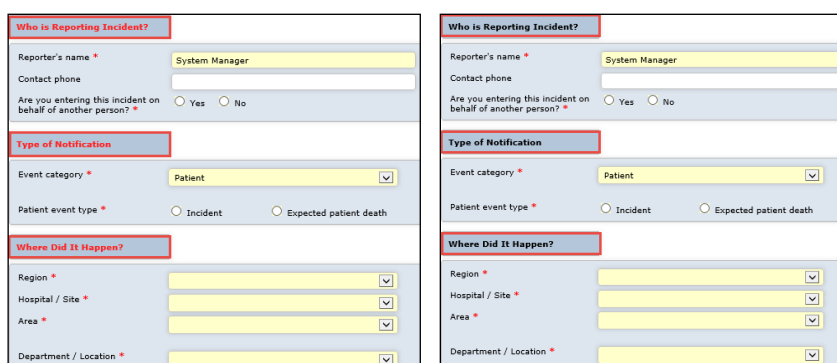 Who is Reporting Incident?
Reporter's name * System Manager
Contact phone
Are you entering this incident on
behalf of another person? * Yes No
Type of Notification
Event category * Patient
Patient event type * Incident Expected patient death
Where Did It Happen?
Region *
Hospital / Site *
Area *
Department / Location *
Who is Reporting Incident?
Reporter's name * System Manager
Contact phone
Are you entering this incident on
behalf of another person? * Yes No
Type of Notification
Event category * Patient
Patient event type * Incident Expected patient death
Where Did It Happen?
Region *
Hospital / Site *
Area *
Department / Location *